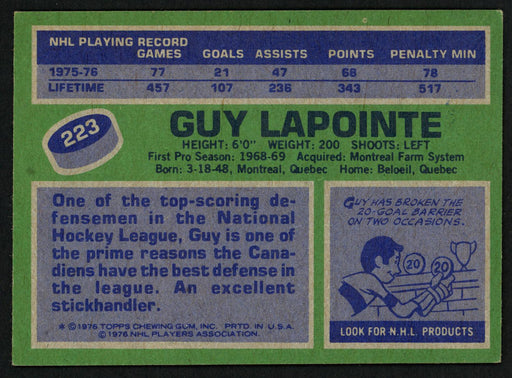 NHL PLAYING RECORD
GAMES GOALS ASSISTS POINTS PENALTY MIN
1975-76 77 21 47 68 78
LIFETIME 457 107 236 343 517
223
GUY LAPOINTE
HEIGHT: 6'0" WEIGHT: 200 SHOOTS: LEFT
First Pro Season: 1968-69 Acquired: Montreal Farm System
Born: 3-18-48, Montreal, Quebec Home: Beloeil, Quebec
One of the top-scoring de-
fensemen in the National
Hockey League, Guy is one of
the prime reasons the Cana-
diens have the best defense in
the league. An excellent
stickhandler.
* © 1976 TOPPS CHEWING GUM, INC. PRTD. IN U.S.A.
© 1976 NHL PLAYERS ASSOCIATION.
GUY HAS BROKEN THE
20-GOAL BARRIER
ON TWO OCCASIONS.
20 20
LOOK FOR N.H.L. PRODUCTS